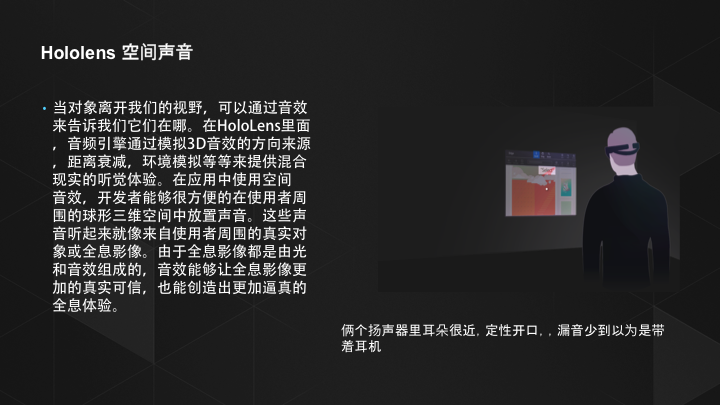 Hololens 空间声音
• 当对象离开我们的视野，可以通过音效
来告诉我们它们在哪。在HoloLens里面
，音频引擎通过模拟3D音效的方向来源
，距离衰减，环境模拟等等来提供混合
现实的听觉体验。在应用中使用空间
音效，开发者能够很方便的在使用者周
围的球形三维空间中放置声音。这些声
音听起来就像来自使用者周围的真实对
象或全息影像。由于全息影像都是由光
和音效组成的，音效能够让全息影像更
加的真实可信，也能创造出更加逼真的
全息体验。
俩个扬声器里耳朵很近, 定性开口, , 漏音少到以为是带
着耳机